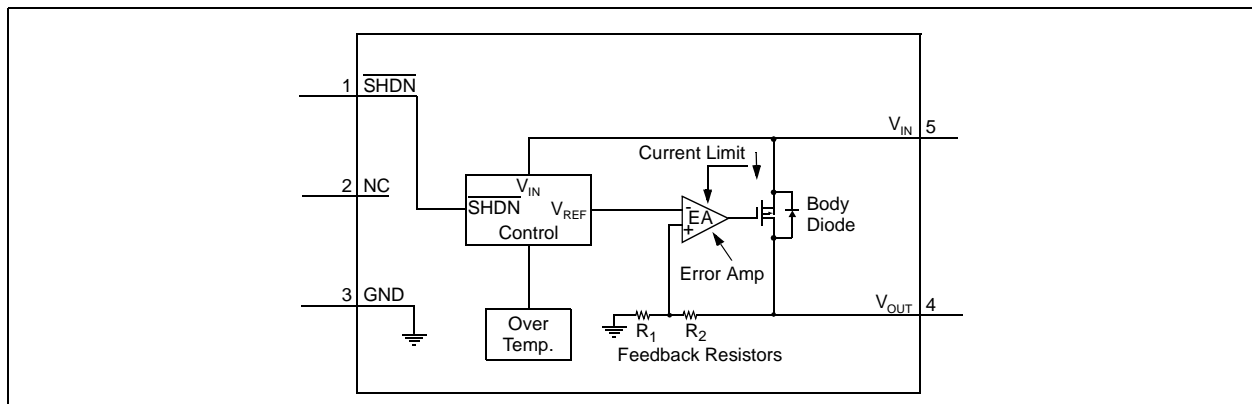 1 SHDN
V_IN 5
Current Limit
2 NC
V_IN
SHDN V_REF
Control
-
EA
+
Body
Diode
Error Amp
3 GND
Over
Temp.
R_1 R_2
Feedback Resistors
V_OUT 4